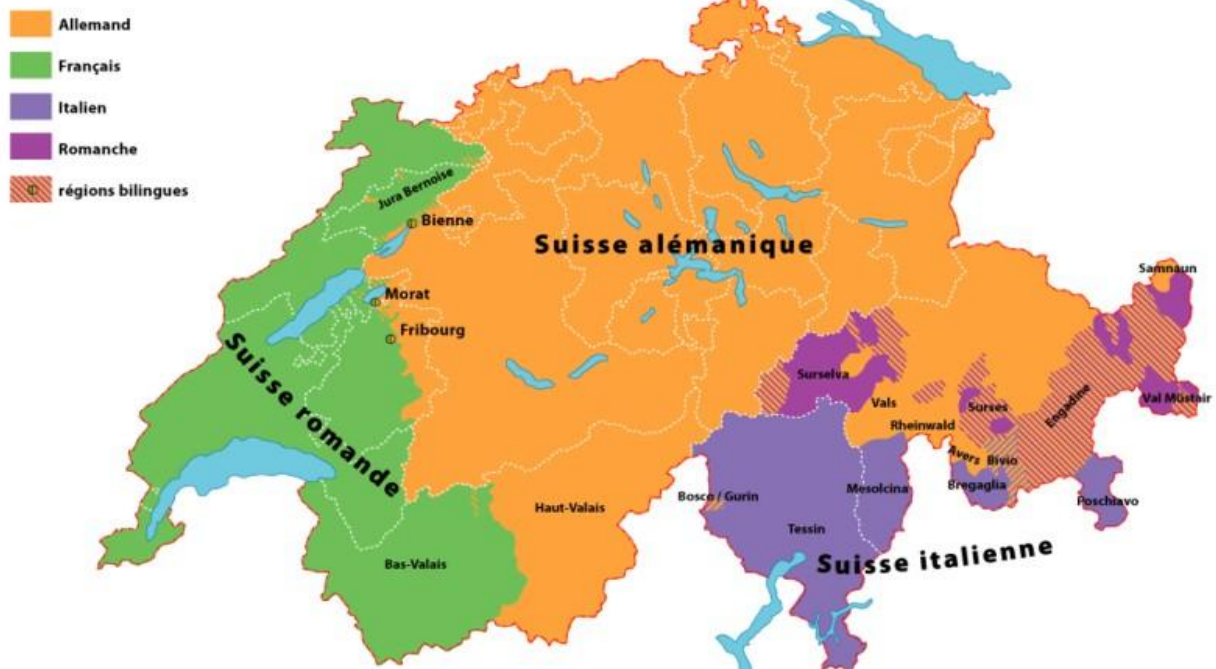 Allemand
Français
Italien
Romanche
régions bilingues
Jura Bernoise
Bienne
Suisse alémanique
Morat
Fribourg
Suisse romande
Samnaun
Surselva
Vals
Surses
Engadine
Val Müstair
Rheinwald
Avers
Bivio
Bregaglia
Poschiavo
Bosco / Gurin
Mesolcina
Haut-Valais
Tessin
Suisse italienne
Bas-Valais